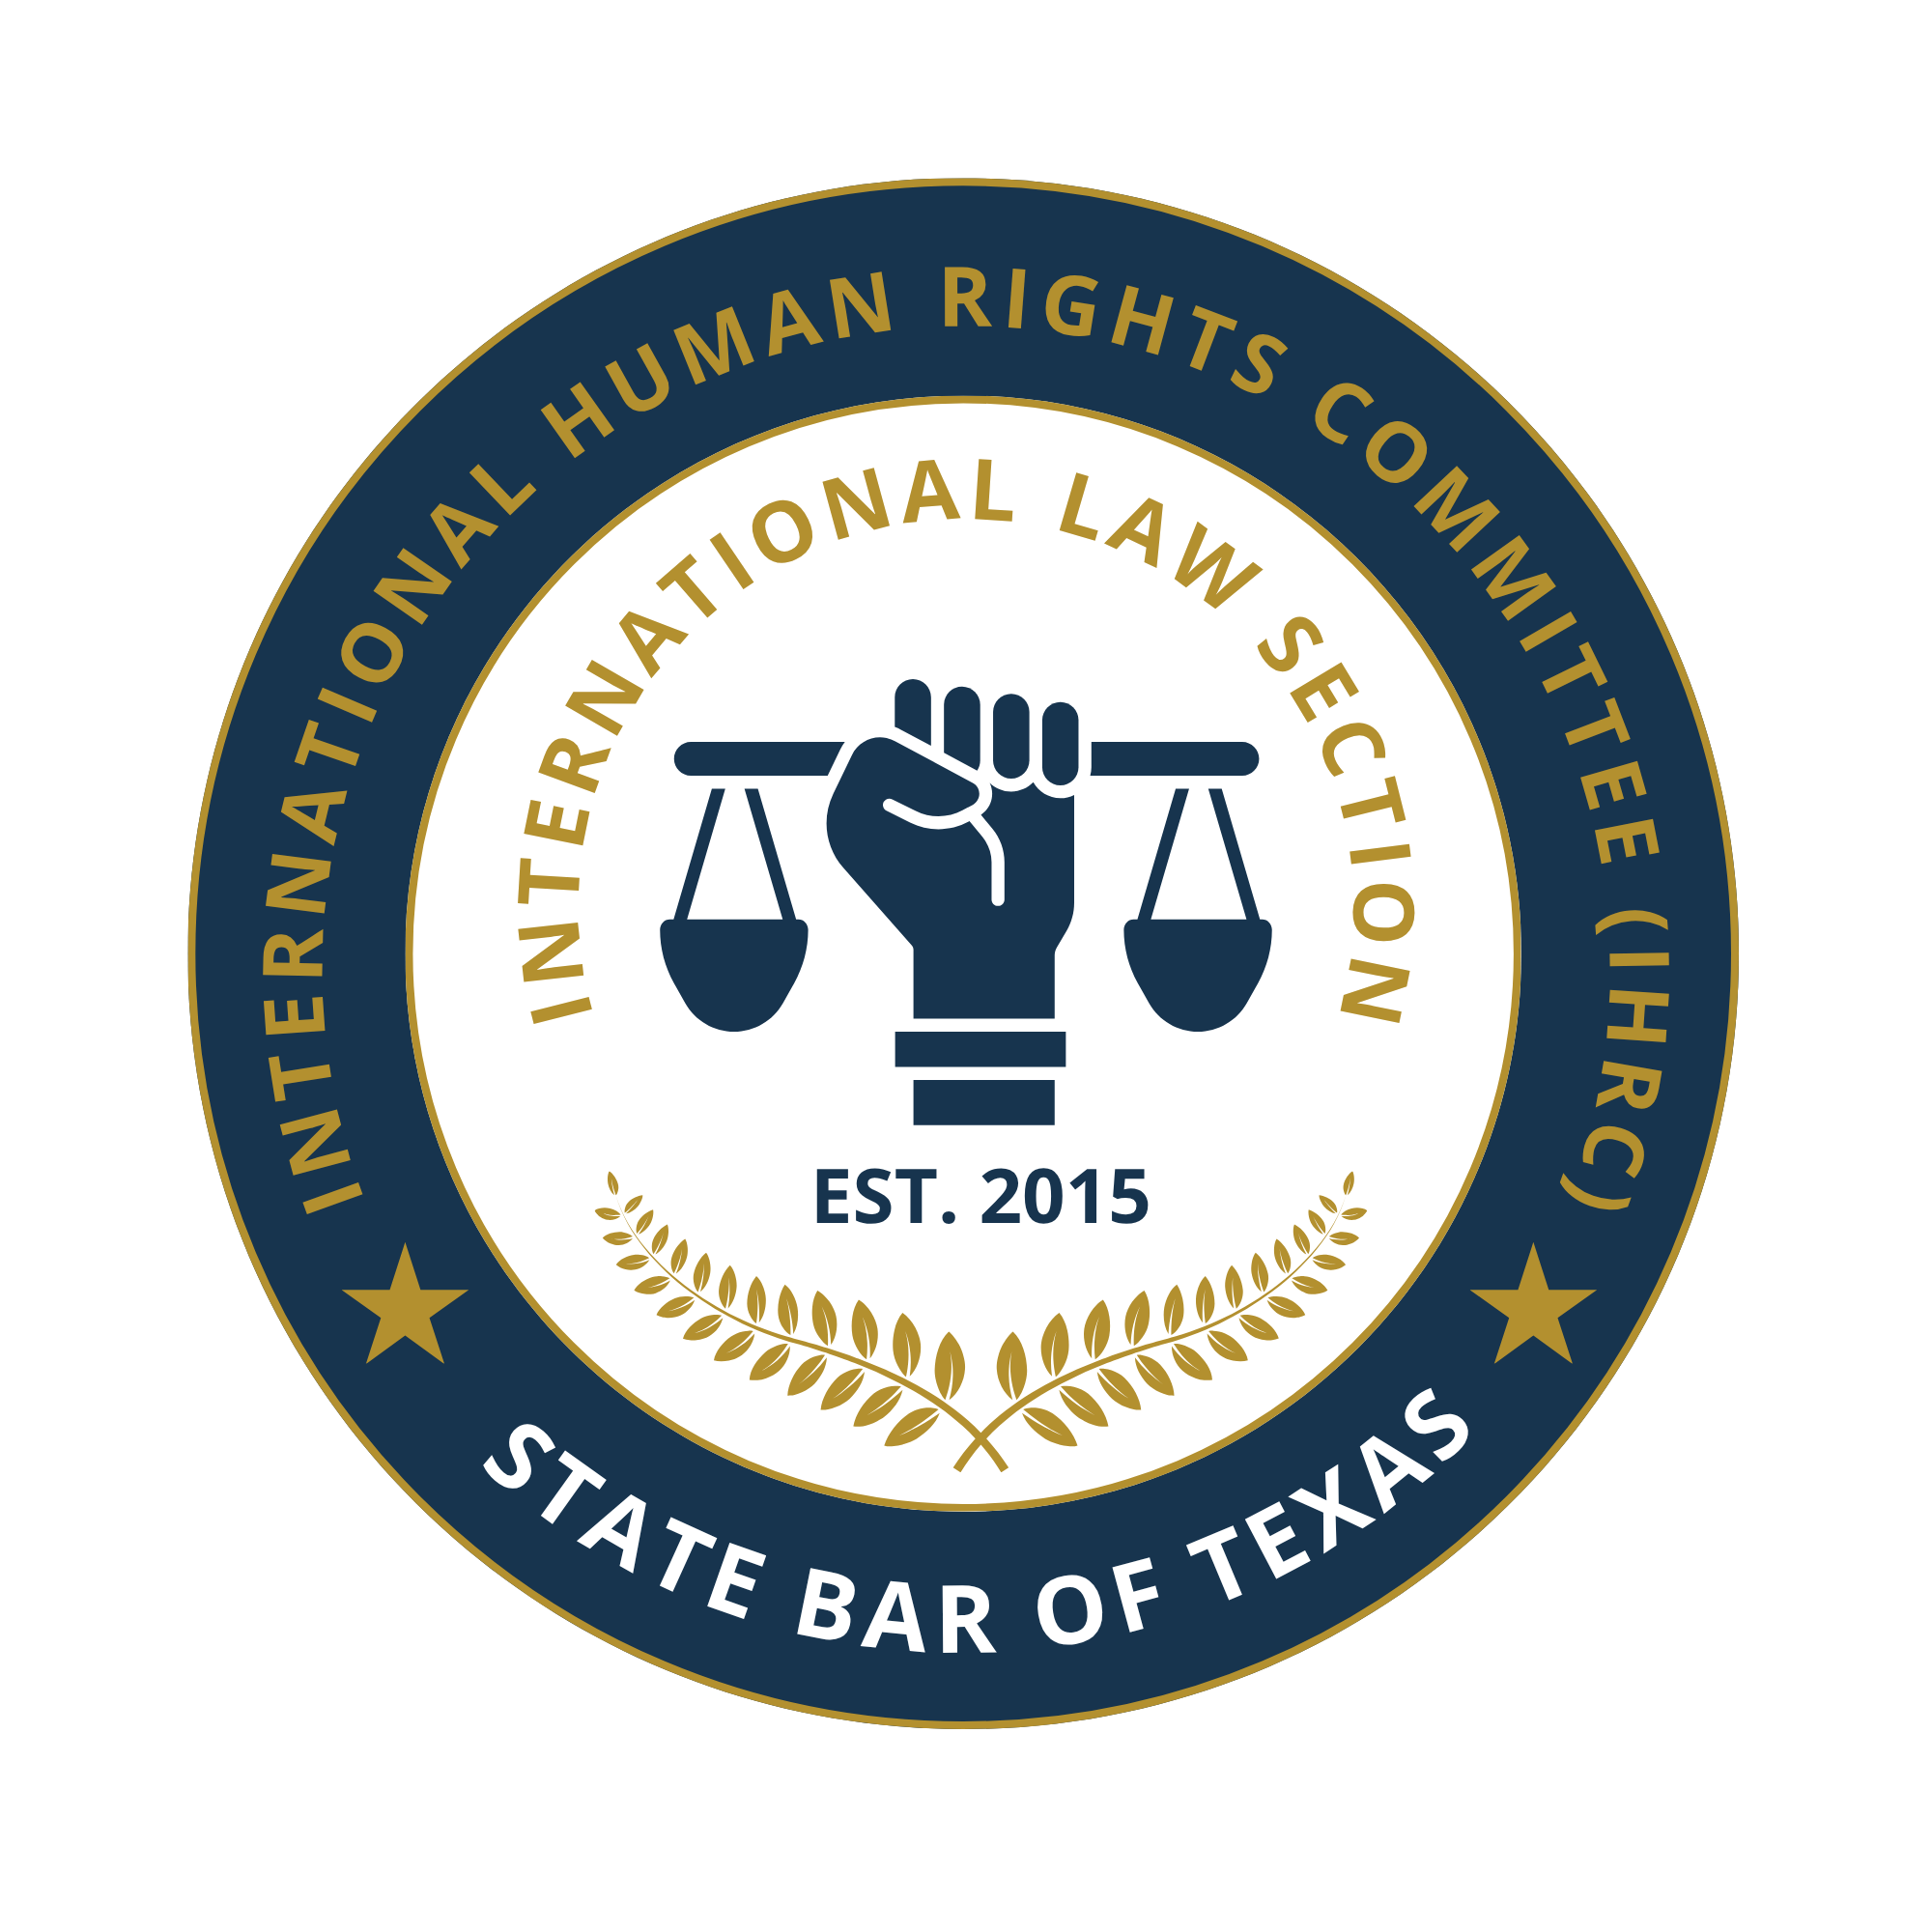 INTERNATIONAL HUMAN RIGHTS COMMITTEE (IHRC)
INTERNATIONAL LAW SECTION
EST. 2015
STATE BAR OF TEXAS